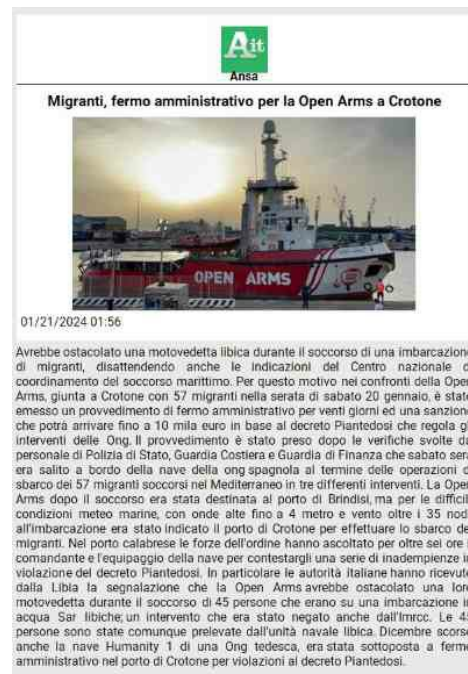 Ait
Ansa
Migranti, fermo amministrativo per la Open Arms a Crotone
OPEN ARMS
01/21/2024 01:56
Avrebbe ostacolato una motovedetta libica durante il soccorso di una imbarcazione
di migranti, disattendendo anche le indicazioni del Centro nazionale d
coordinamento del soccorso marittimo. Per questo motivo nei confronti della Open
Arms, giunta a Crotone con 57 migranti nella serata di sabato 20 gennaio, è stato
emesso un provvedimento di fermo amministrativo per venti giorni ed una sanzione
che potrà arrivare fino a 10 mila euro in base al decreto Piantedosi che regola gli
interventi delle Ong. Il provvedimento è stato preso dopo le verifiche svolte da
personale di Polizia di Stato, Guardia Costiera e Guardia di Finanza che sabato sera
era salito a bordo della nave della ong spagnola al termine delle operazioni d
sbarco dei 57 migranti soccorsi nel Mediterraneo in tre differenti interventi. La Open
Arms dopo il soccorso era stata destinata al porto di Brindisi, ma per le difficil
condizioni meteo marine, con onde alte fino a 4 metro e vento oltre i 35 nodi
all'imbarcazione era stato indicato il porto di Crotone per effettuare lo sbarco de
migranti. Nel porto calabrese le forze dell'ordine hanno ascoltato per oltre sei ore i
comandante e l'equipaggio della nave per contestargli una serie di inadempienze in
violazione del decreto Piantedosi. In particolare le autorità italiane hanno ricevuto
dalla Libia la segnalazione che la Open Arms avrebbe ostacolato una loro
motovedetta durante il soccorso di 45 persone che erano su una imbarcazione in
acqua Sar libiche; un intervento che era stato negato anche dall'Imrcc. Le 45
persone sono state comunque prelevate dall'unità navale libica. Dicembre scorso
anche la nave Humanity 1 di una Ong tedesca, era stata sottoposta a fermo
amministrativo nel porto di Crotone per violazioni al decreto Piantedosi.